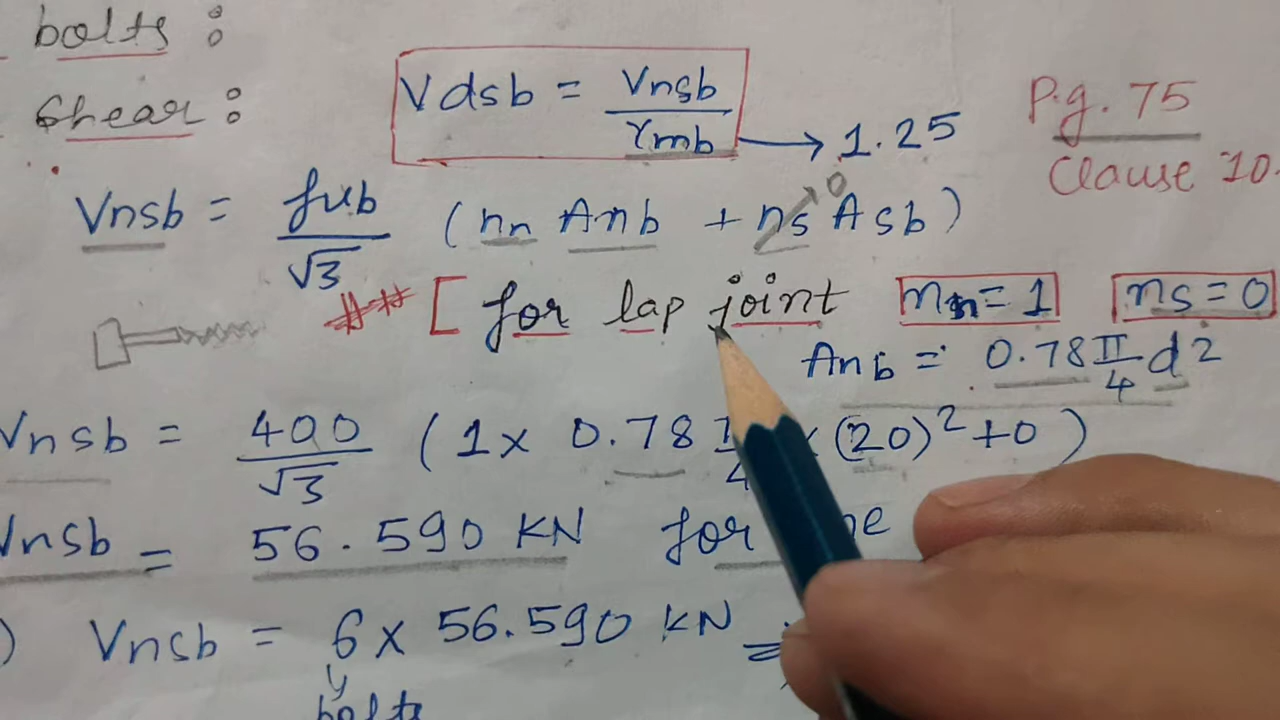 bolts :
Shear :
Vdsb = Vnsb / γmb → 1.25
P.g. 75
Clause 10.
Vnsb = fub / √3 ( nn Anb + ns Asb )
0
## [ for lap joint nn = 1 ns = 0
Anb = 0.78 π/4 d2
Vnsb = 400 / √3 ( 1 x 0.78 (20)² + 0 )
Vnsb = 56.590 KN for
) Vnsb = 6 x 56.590 KN
bolts